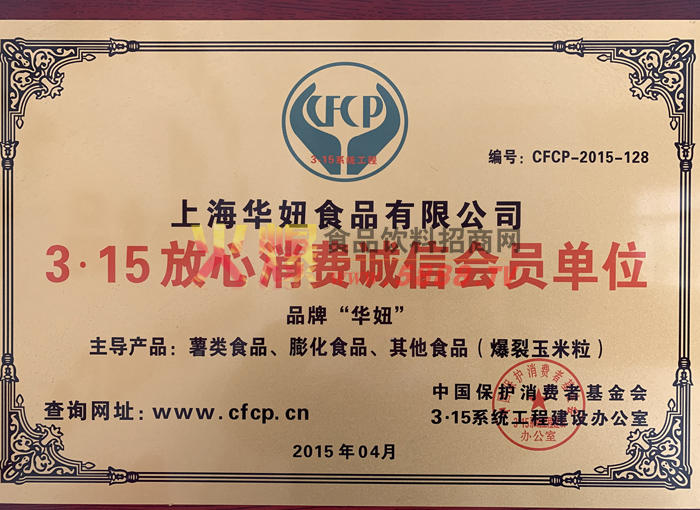 CFCP
3·15系统工程
编号: CFCP-2015-128
上海华妞食品有限公司
食品饮料招商网
3·15放心消费诚信会员单位
品牌“华妞”
主导产品: 薯类食品、膨化食品、其他食品(爆裂玉米粒)
中国保护消费者基金会
查询网址: www.cfcp.cn
3·15系统工程建设办公室
办公室
2015年04月